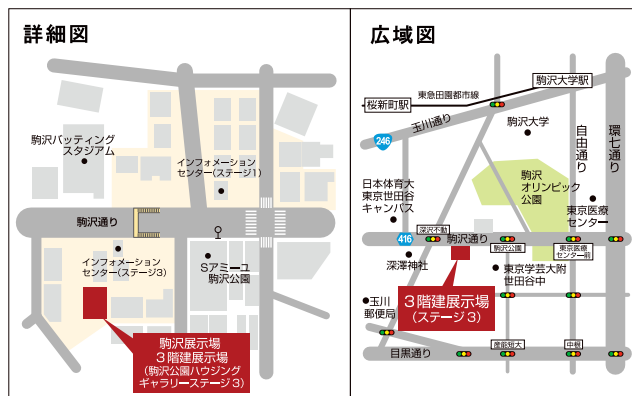 詳細図
駒沢バッティング
スタジアム
インフォメーション
センター(ステージ1)
駒沢通り
インフォメーション
センター(ステージ3)
Sアミーユ
駒沢公園
駒沢展示場
3階建展示場
(駒沢公園ハウジング
ギャラリーステージ3)
広域図
駒沢大学駅
東急田園都市線
桜新町駅
玉川通り
246
駒沢大学
自由通り
環七通り
日本体育大
東京世田谷
キャンパス
駒沢
オリンピック
公園
東京医療
センター
416
深沢不動
駒沢通り
駒沢公園
東京医療
センター前
深澤神社
東京学芸大附
世田谷中
3階建展示場
(ステージ3)
玉川
郵便局
目黒通り
産能短大
中根